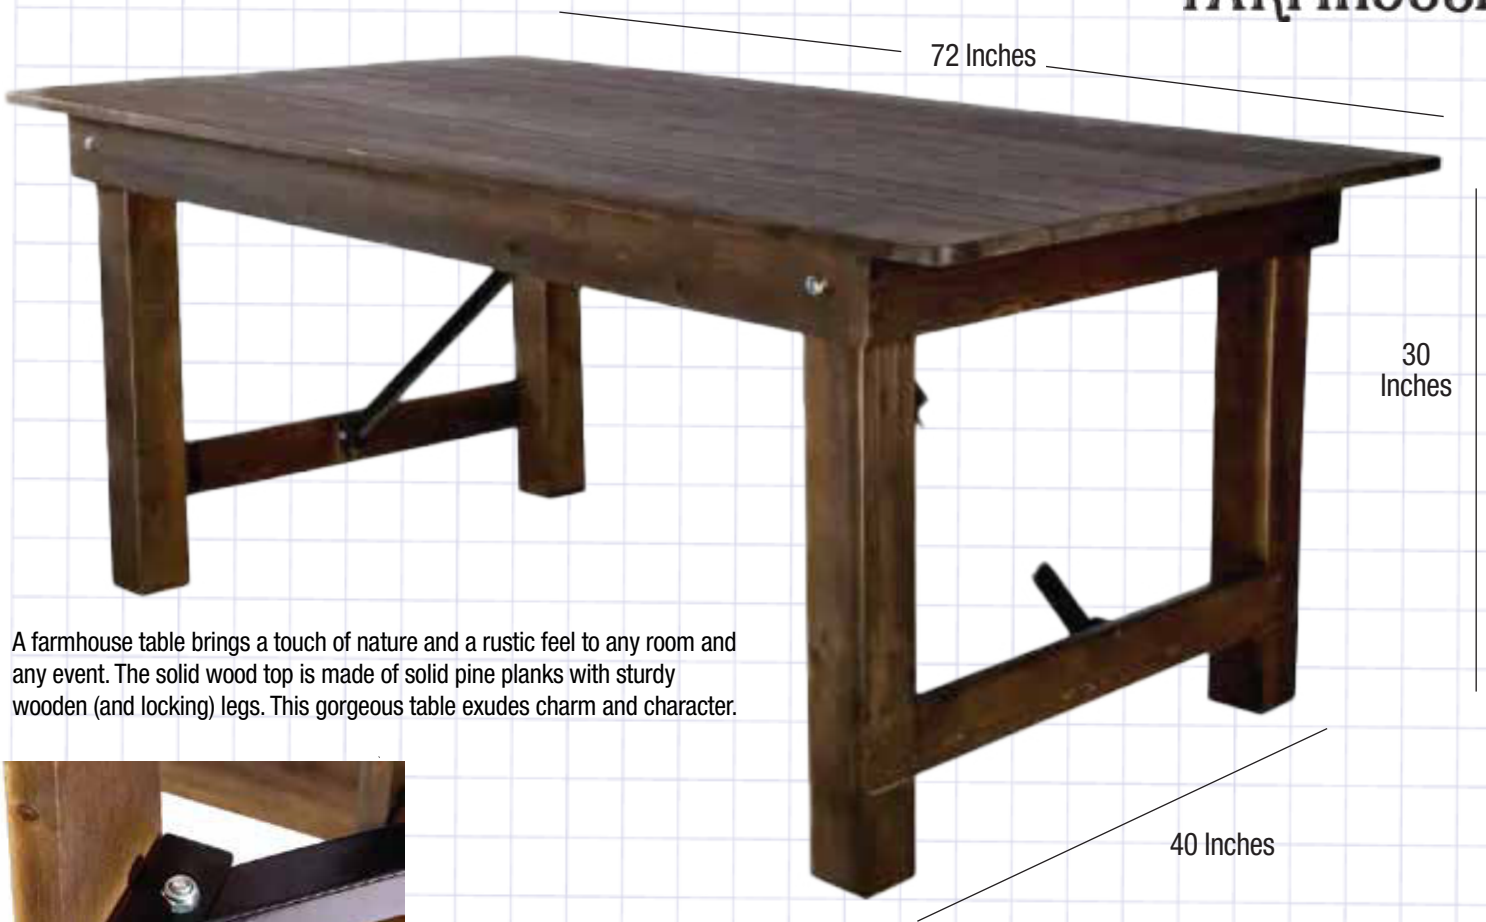 72 Inches
30
Inches
A farmhouse table brings a touch of nature and a rustic feel to any room and
any event. The solid wood top is made of solid pine planks with sturdy
wooden (and locking) legs. This gorgeous table exudes charm and character.
40 Inches